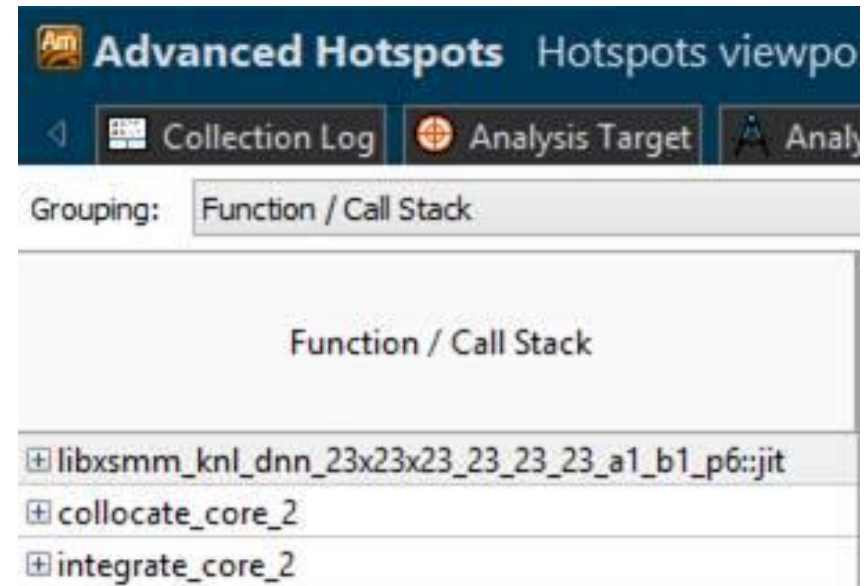 Am Advanced Hotspots Hotspots viewpo
Collection Log Analysis Target Analy
Grouping: Function / Call Stack
Function / Call Stack
libxsmm_knl_dnn_23x23x23_23_23_23_a1_b1_p6::jit
collocate_core_2
integrate_core_2